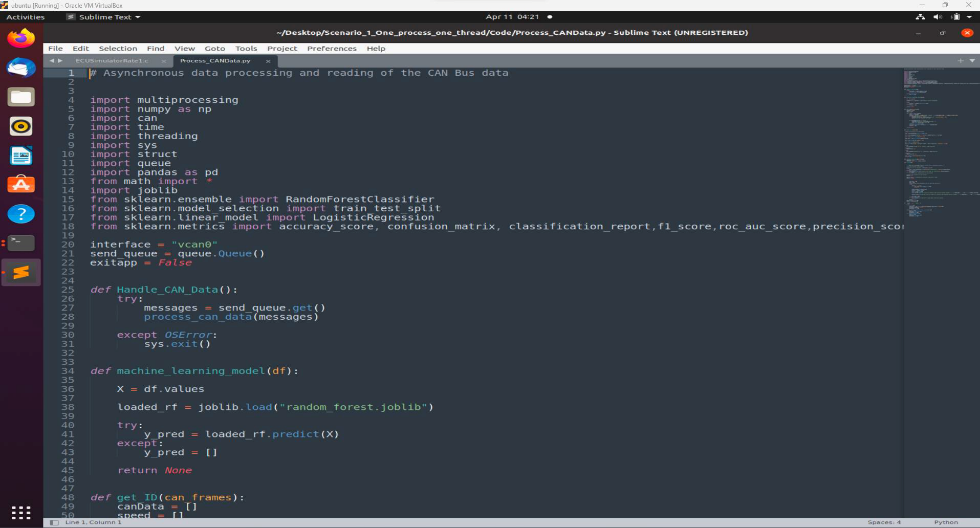 ubuntu [Running] - Oracle VM VirtualBox
Activities Sublime Text Apr 11 04:21
~/Desktop/Scenario_1_One_process_one_thread/Code/Process_CANData.py - Sublime Text (UNREGISTERED)
File Edit Selection Find View Goto Tools Project Preferences Help
ECUSimulatorRate1.c Process_CANData.py
1 # Asynchronous data processing and reading of the CAN Bus data
2
3
4 import multiprocessing
5 import numpy as np
6 import can
7 import time
8 import threading
9 import sys
10 import struct
11 import queue
12 import pandas as pd
13 from math import *
14 import joblib
15 from sklearn.ensemble import RandomForestClassifier
16 from sklearn.model_selection import train_test_split
17 from sklearn.linear_model import LogisticRegression
18 from sklearn.metrics import accuracy_score, confusion_matrix, classification_report,f1_score,roc_auc_score,precision_scor
19
20 interface = "vcan0"
21 send_queue = queue.Queue()
22 exitapp = False
23
24
25 def Handle_CAN_Data():
26 try:
27 messages = send_queue.get()
28 process_can_data(messages)
29
30 except OSError:
31 sys.exit()
32
33
34 def machine_learning_model(df):
35
36 X = df.values
37
38 loaded_rf = joblib.load("random_forest.joblib")
39
40 try:
41 y_pred = loaded_rf.predict(X)
42 except:
43 y_pred = []
44
45 return None
46
47
48 def get_ID(can_frames):
49 canData = []
50 speed = []
Line 1, Column 1 Spaces: 4 Python